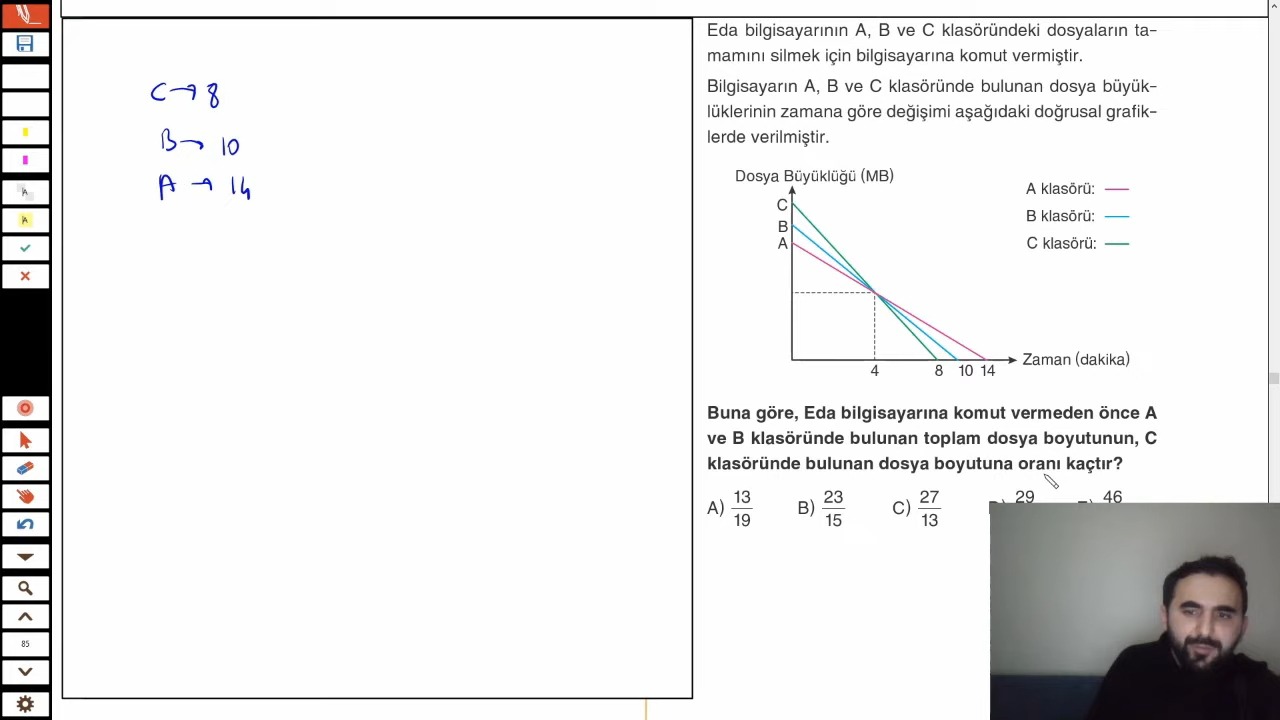 C → 8
B → 10
A → 14
Eda bilgisayarının A, B ve C klasöründeki dosyaların ta-
mamını silmek için bilgisayarına komut vermiştir.
Bilgisayarın A, B ve C klasöründe bulunan dosya büyük-
lüklerinin zamana göre değişimi aşağıdaki doğrusal grafik-
lerde verilmiştir.
Dosya Büyüklüğü (MB)
C
B
A
A klasörü:
B klasörü:
C klasörü:
4 8 10 14
Zaman (dakika)
Buna göre, Eda bilgisayarına komut vermeden önce A
ve B klasöründe bulunan toplam dosya boyutunun, C
klasöründe bulunan dosya boyutuna oranı kaçtır?
A) 13/19 B) 23/15 C) 27/13 29 46
A
A
85